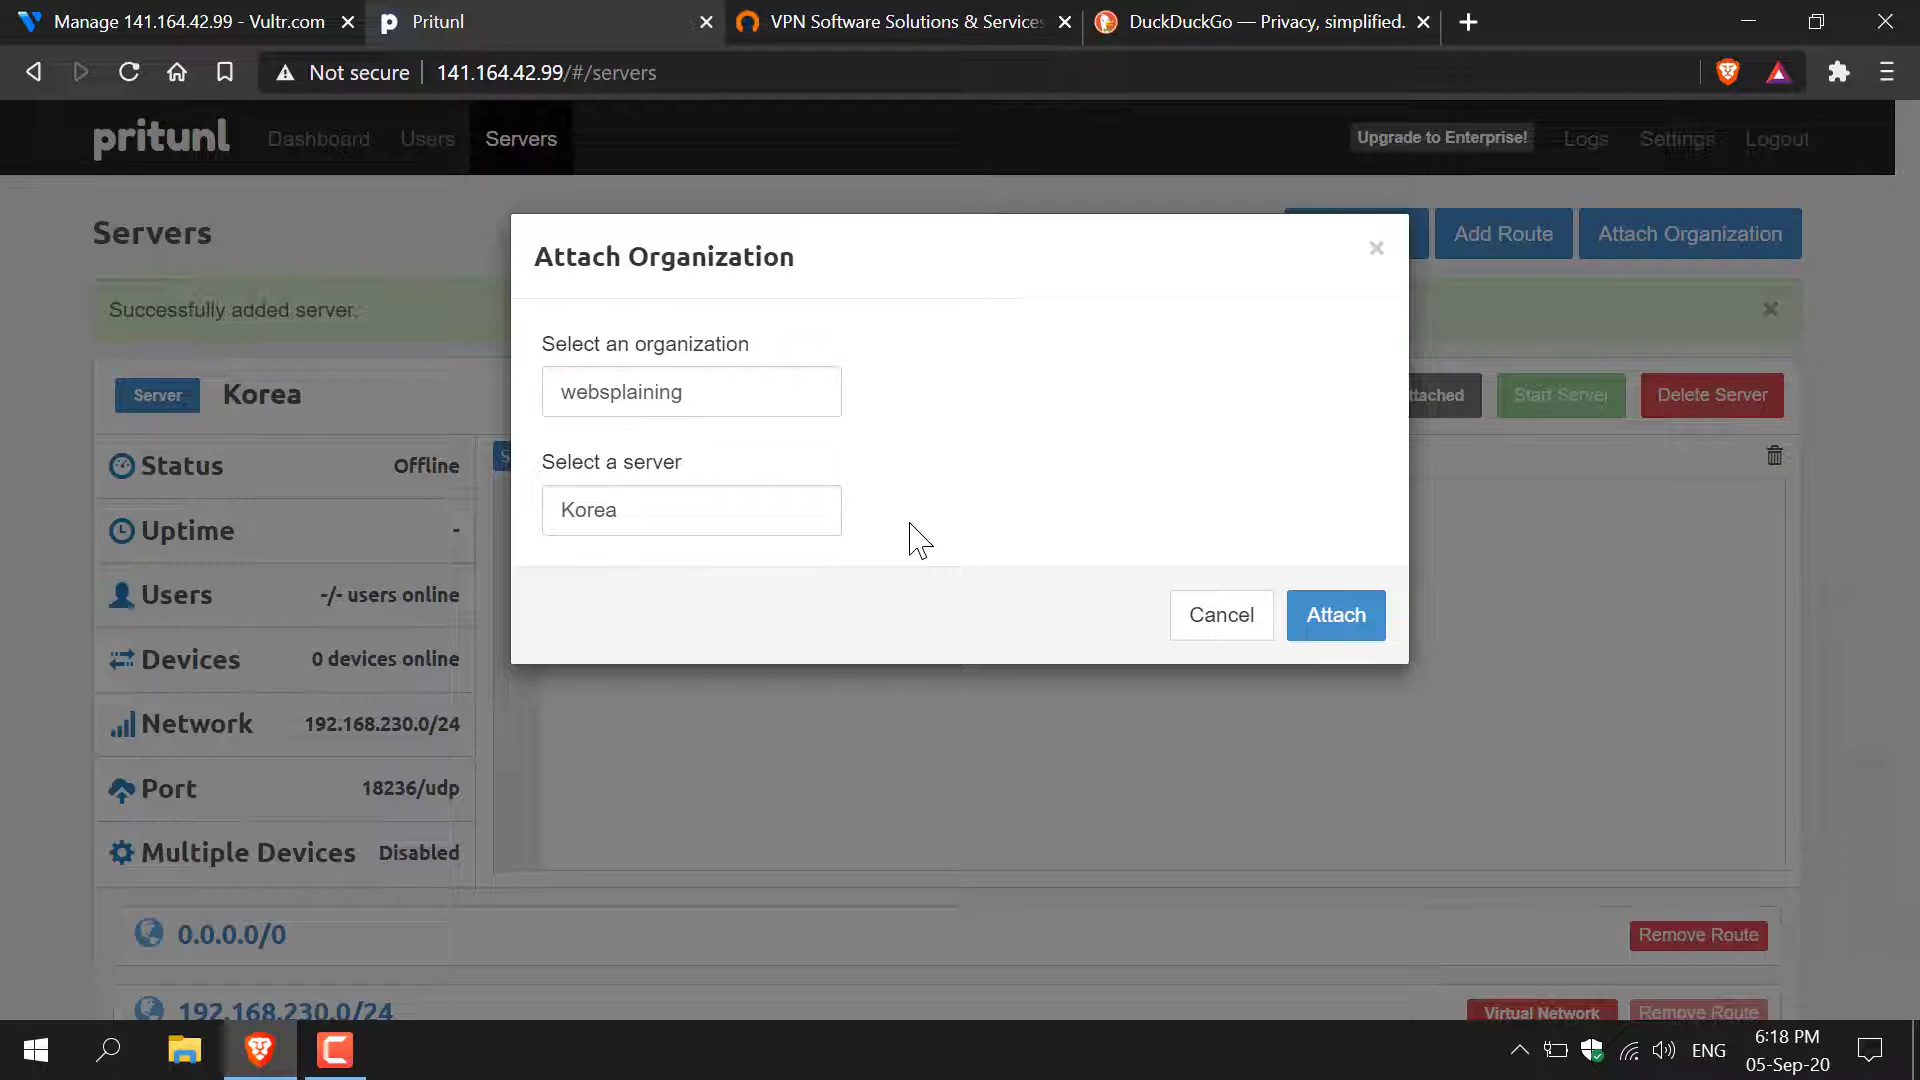 Manage 141.164.42.99 - Vultr.com
Pritunl
VPN Software Solutions & Services
DuckDuckGo — Privacy, simplified.
Not secure
141.164.42.99/#/servers
pritunl
Dashboard
Users
Servers
Upgrade to Enterprise!
Logs
Settings
Logout
Servers
Add Route
Attach Organization
Attach Organization
Successfully added server.
Select an organization
websplaining
Server
Korea
ttached
Start Server
Delete Server
Select a server
Korea
Status
Offline
Uptime
-
Users
-/- users online
Devices
0 devices online
Cancel
Attach
Network
192.168.230.0/24
Port
18236/udp
Multiple Devices
Disabled
0.0.0.0/0
Remove Route
192.168.230.0/24
Virtual Network
Remove Route
ENG
6:18 PM
05-Sep-20